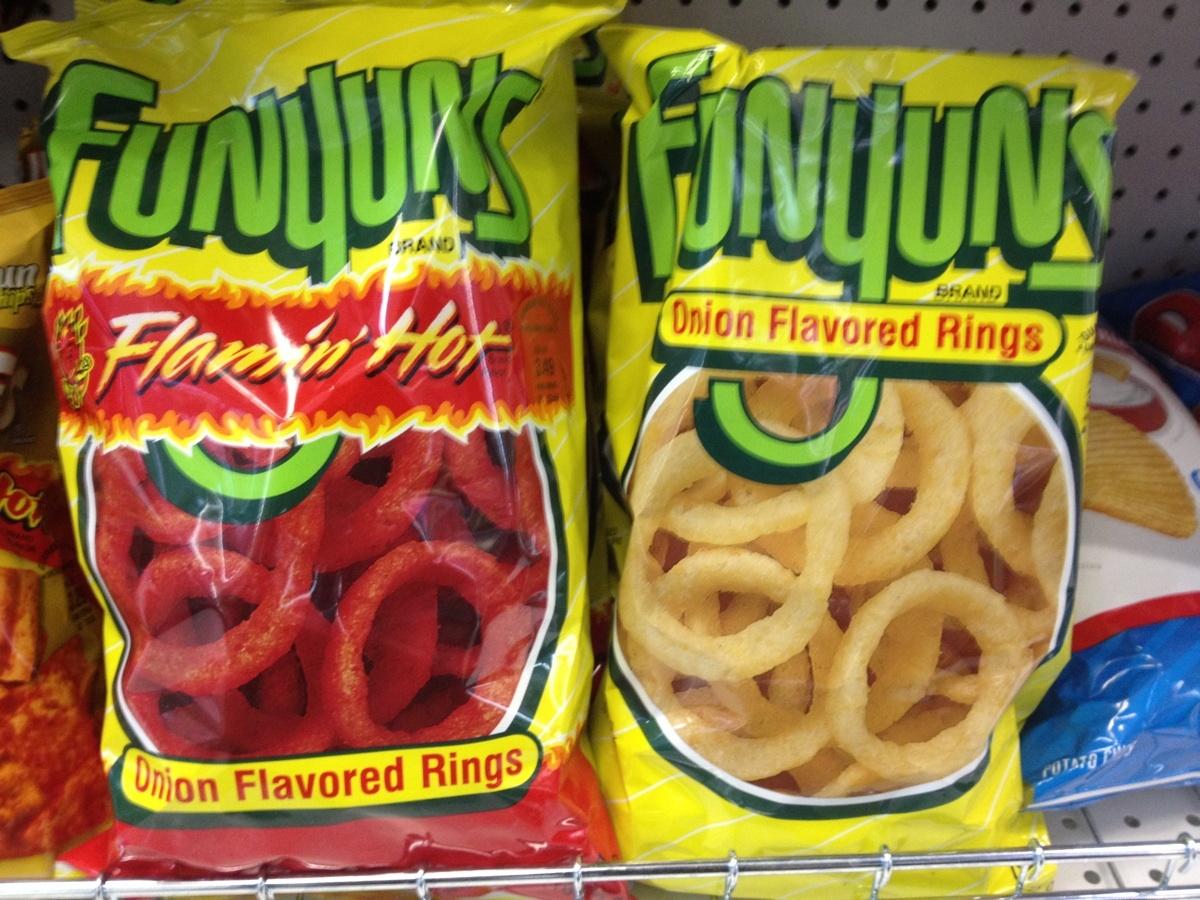 FUNYUNS
BRAND
Flamin' Hot
Onion Flavored Rings
FUNYUNS
BRAND
Onion Flavored Rings